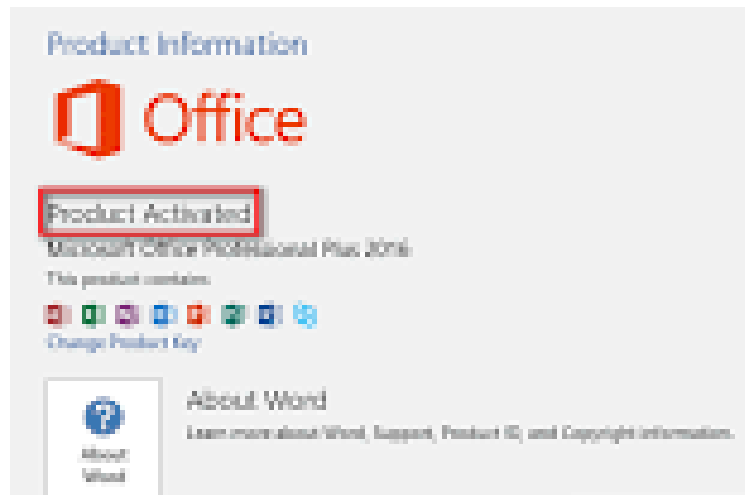 Product Information
Office
Product Activated
Microsoft Office Professional Plus 2016
This product contains
Change Product Key
About Word
Learn more about Word, Support, Product ID, and Copyright information.
About
Word